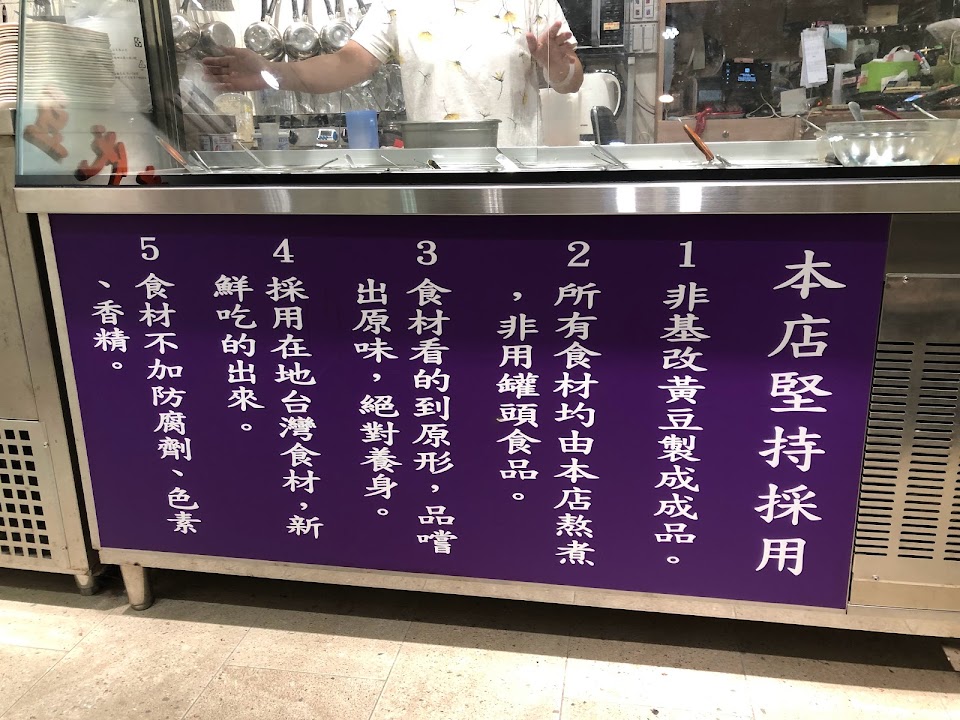 本店堅持採用
1 非基改黃豆製成成品。
2 所有食材均由本店熬煮
，非用罐頭食品。
3 食材看的到原形，品嚐
出原味，絕對養身。
4 採用在地台灣食材，新
鮮吃的出來。
5 食材不加防腐劑、色素
、香精。